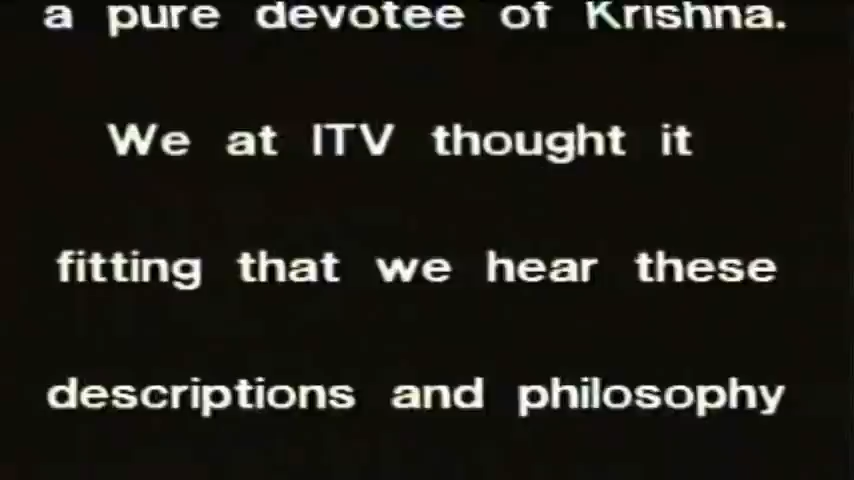 a pure devotee of Krishna.
We at ITV thought it
fitting that we hear these
descriptions and philosophy